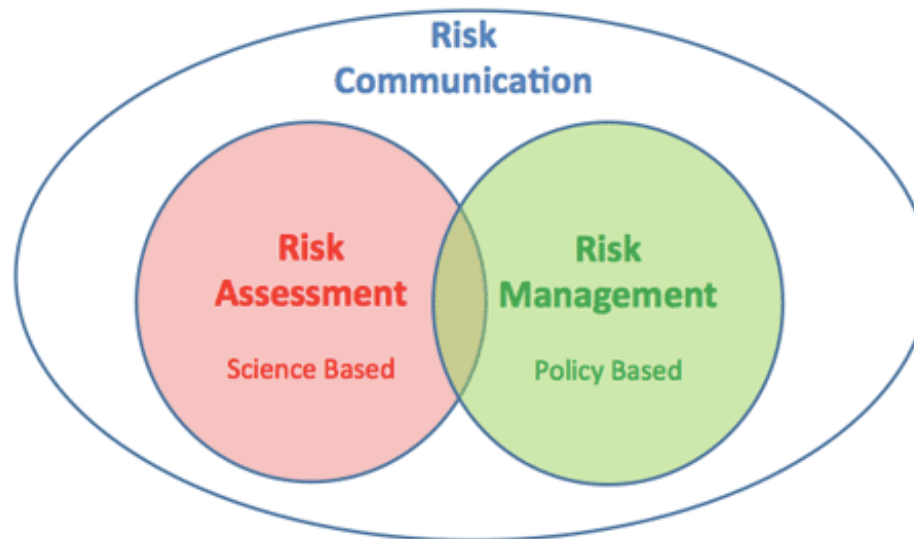 Risk
Communication
Risk
Assessment
Science Based
Risk
Management
Policy Based